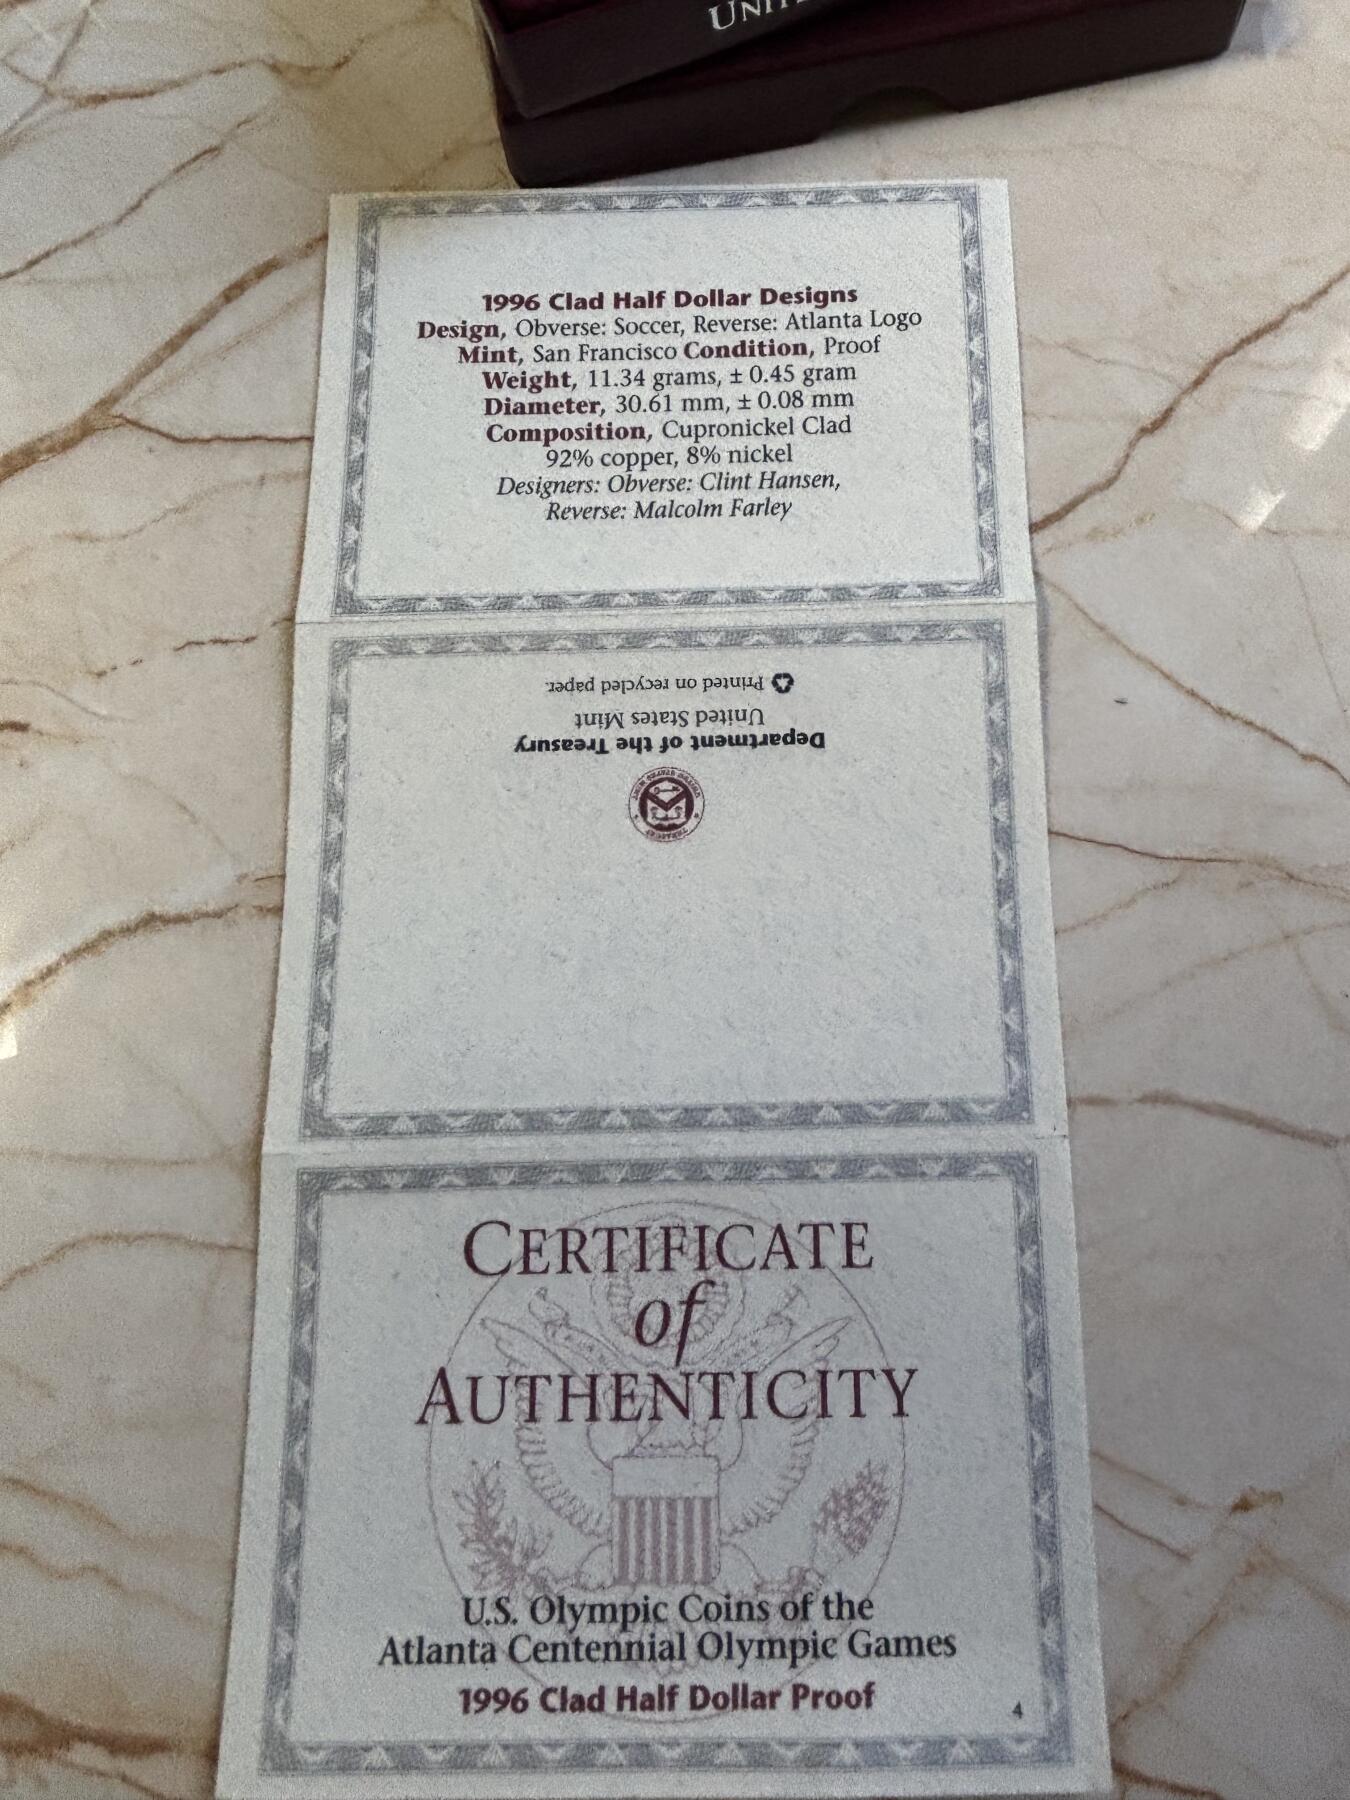 UNIT
1996 Clad Half Dollar Designs
Design, Obverse: Soccer, Reverse: Atlanta Logo
Mint, San Francisco Condition, Proof
Weight, 11.34 grams, ± 0.45 gram
Diameter, 30.61 mm, ± 0.08 mm
Composition, Cupronickel Clad
92% copper, 8% nickel
Designers: Obverse: Clint Hansen,
Reverse: Malcolm Farley
Printed on recycled paper.
United States Mint
Department of the Treasury
CERTIFICATE
of
AUTHENTICITY
U.S. Olympic Coins of the
Atlanta Centennial Olympic Games
1996 Clad Half Dollar Proof
4